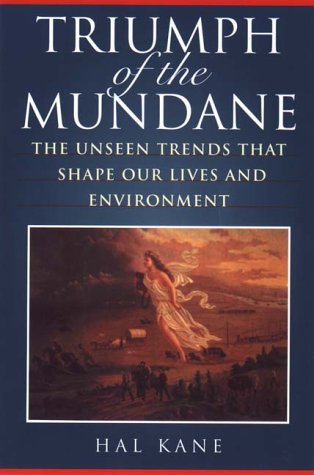 TRIUMPH
of the
MUNDANE
THE UNSEEN TRENDS THAT
SHAPE OUR LIVES AND
ENVIRONMENT
HAL KANE